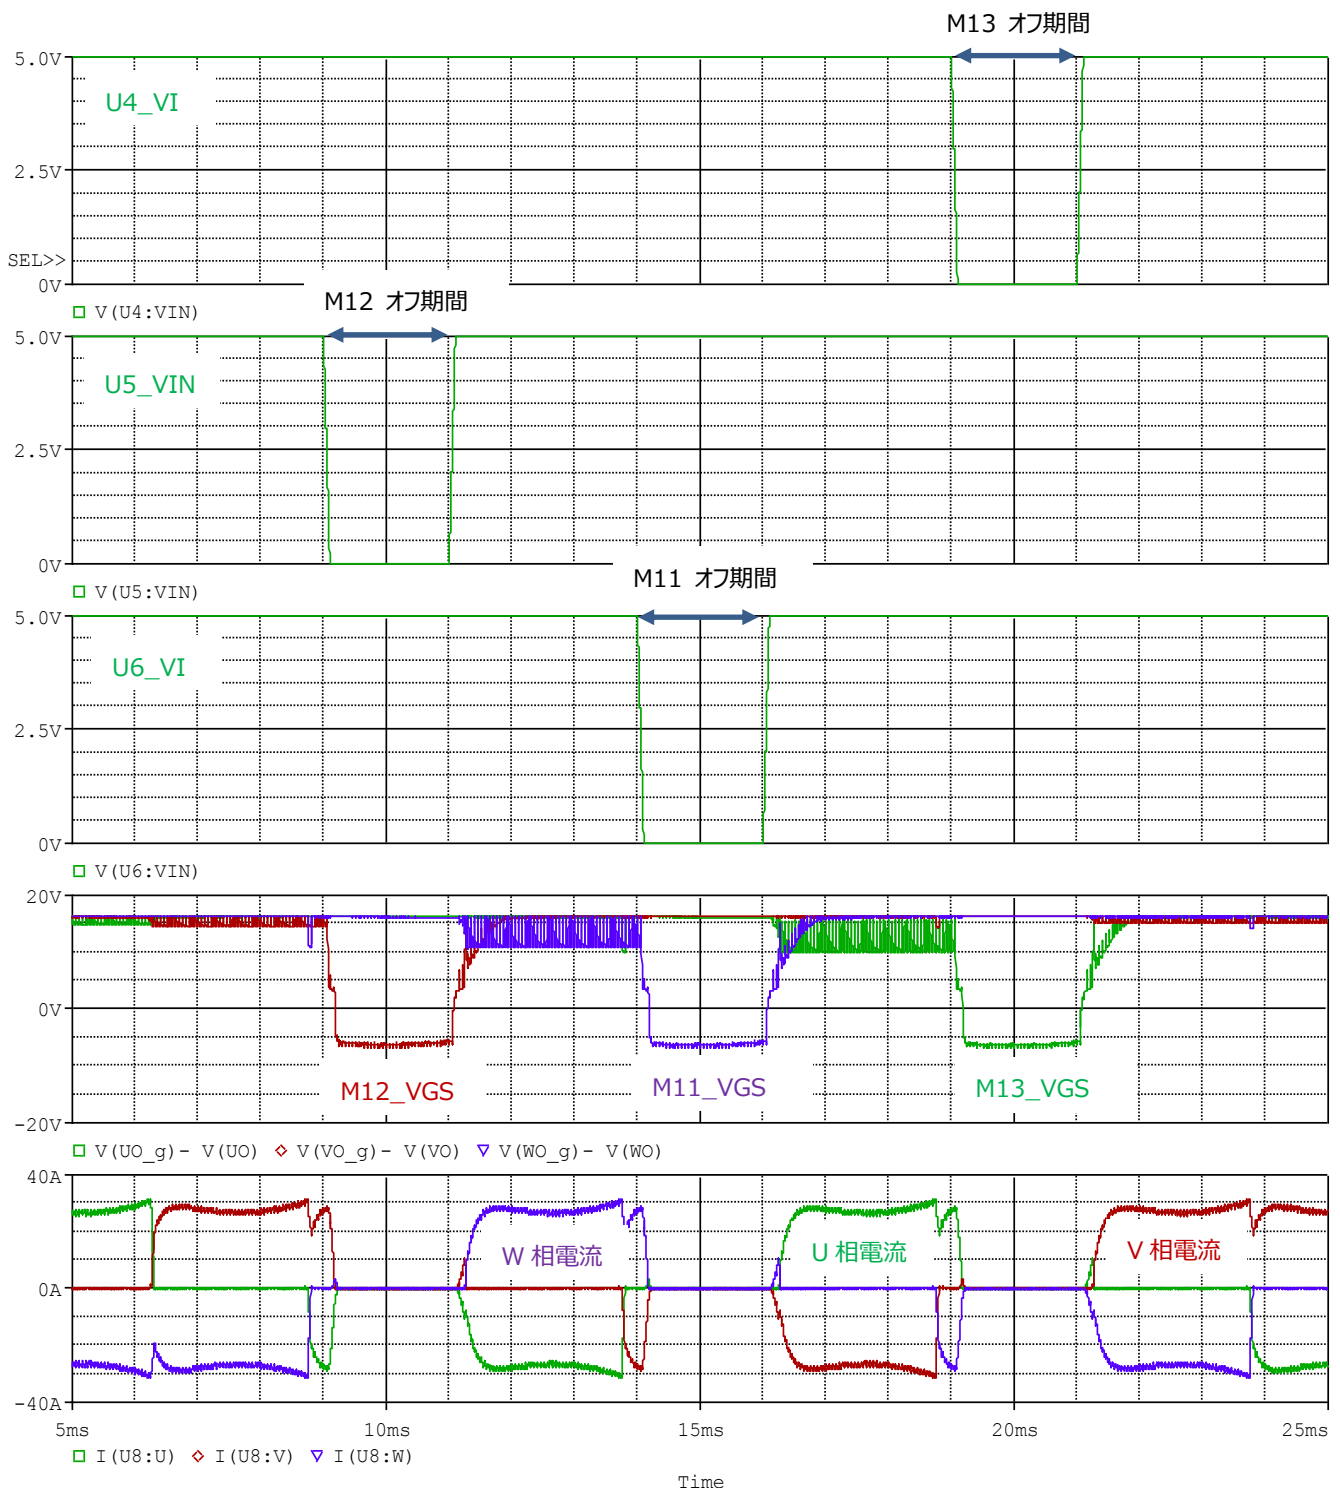 M13 オフ期間
5.0V
U4_VI
2.5V
SEL>>
0V
V(U4:VIN)
M12 オフ期間
5.0V
U5_VIN
2.5V
0V
V(U5:VIN)
M11 オフ期間
5.0V
U6_VI
2.5V
0V
V(U6:VIN)
20V
0V
M12_VGS
M11_VGS
M13_VGS
-20V
V(UO_g)- V(UO) V(VO_g)- V(VO) V(WO_g)- V(WO)
40A
W 相電流
U 相電流
V 相電流
0A
-40A
5ms 10ms 15ms 20ms 25ms
I(U8:U) I(U8:V) I(U8:W)
Time